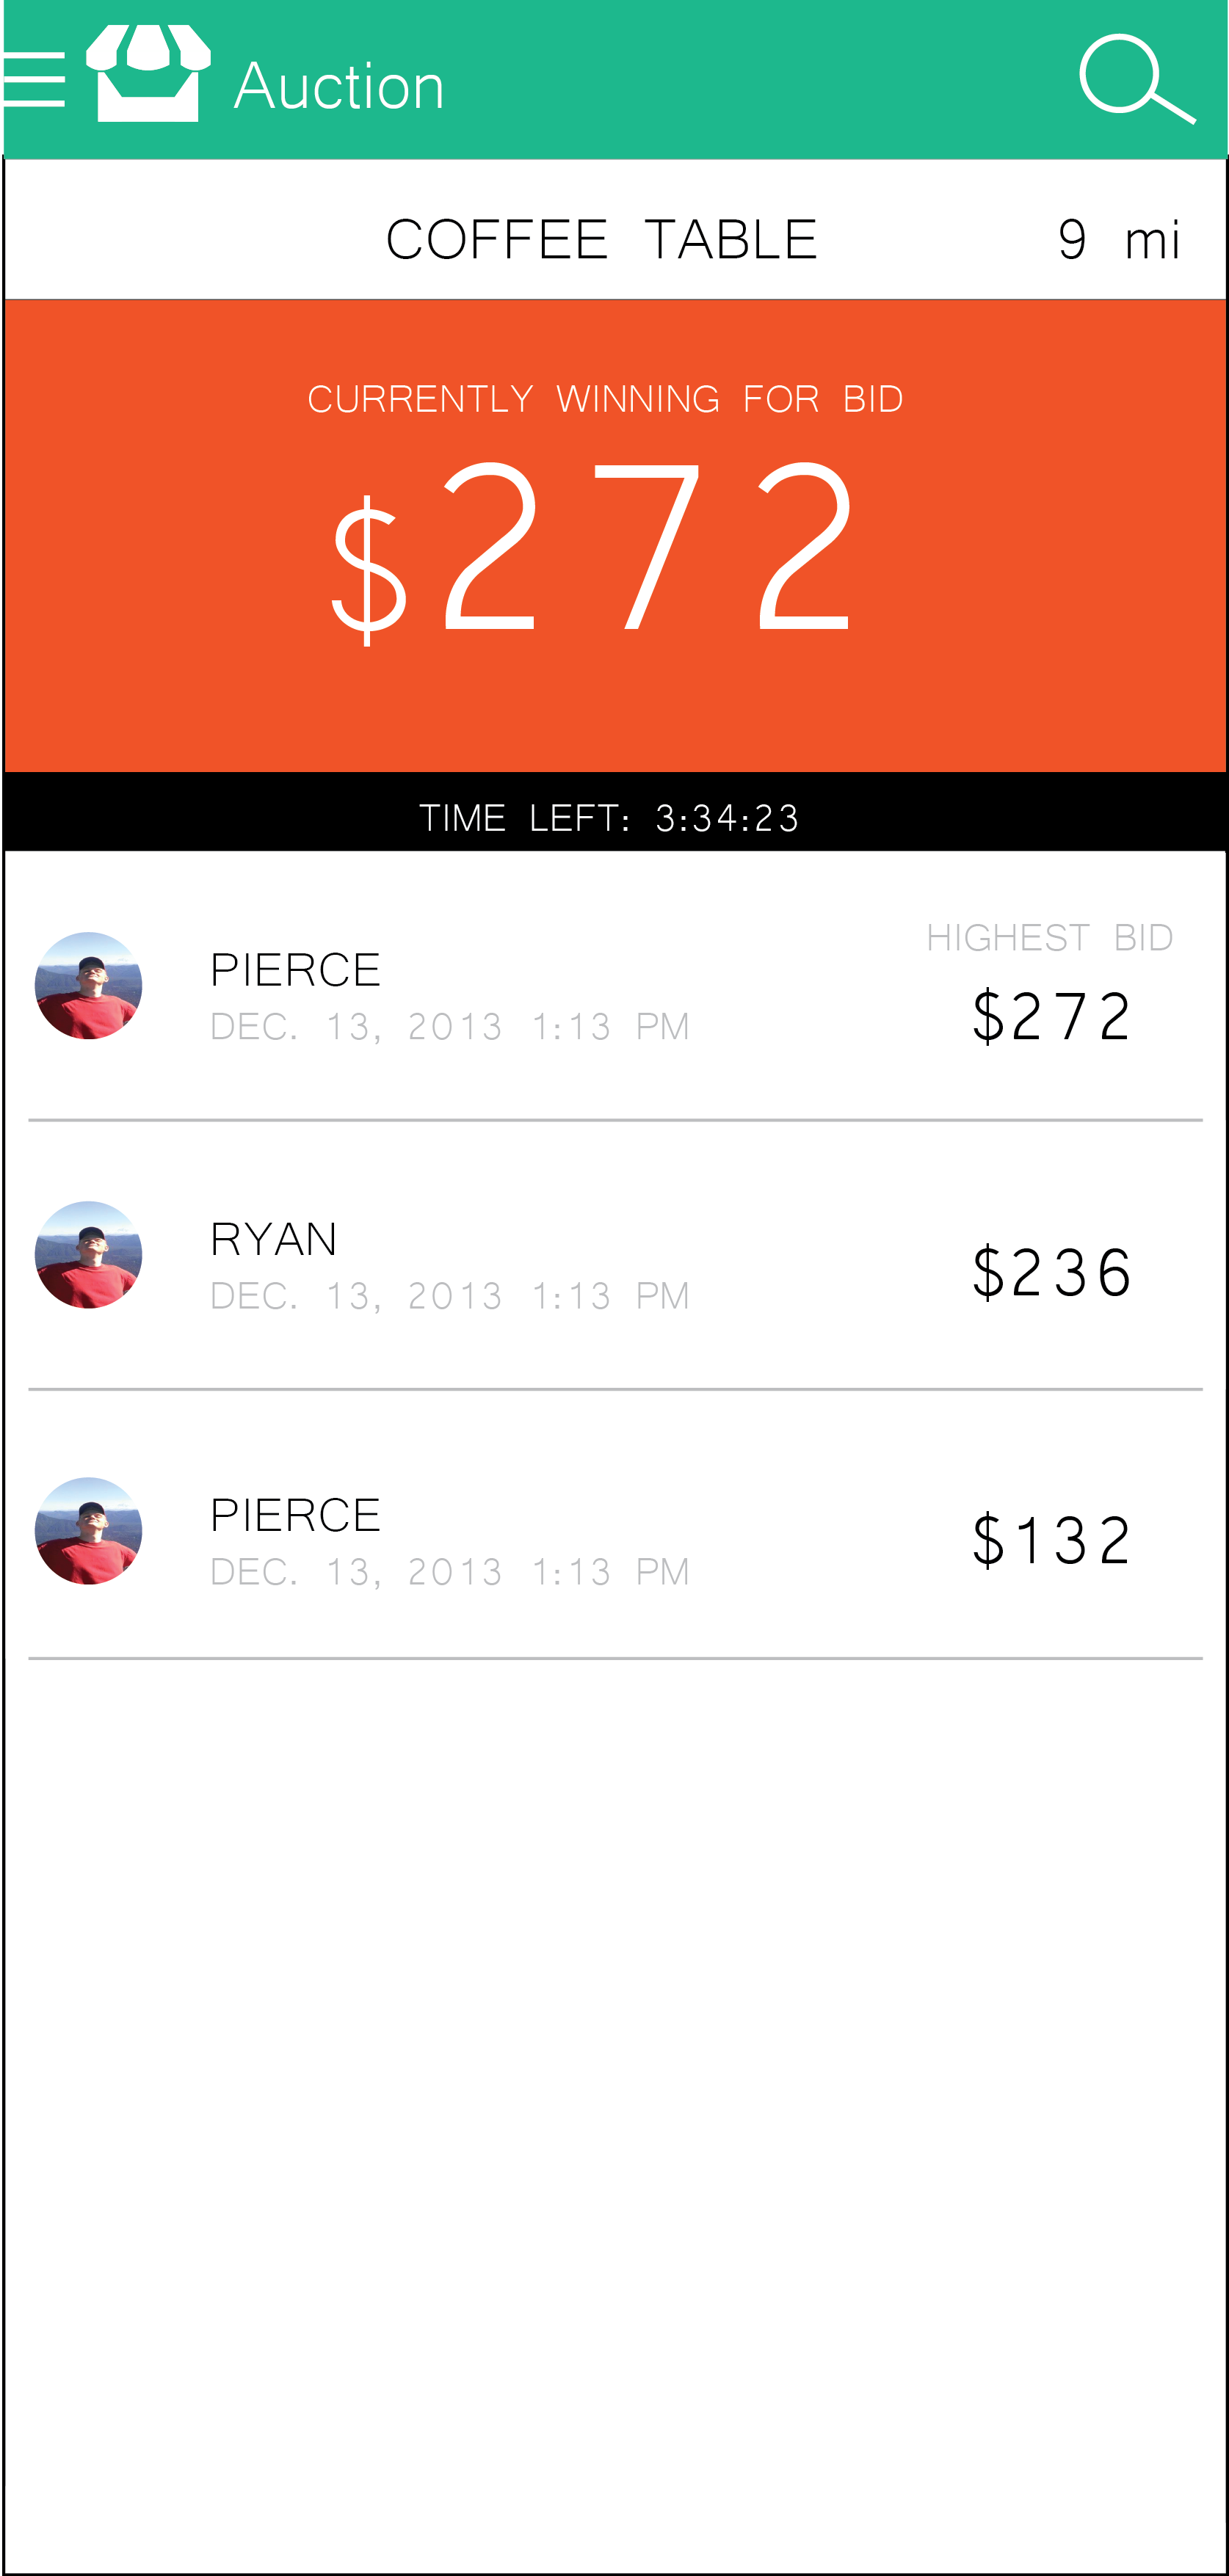 Auction
COFFEE TABLE 9 mi
CURRENTLY WINNING FOR BID
$272
TIME LEFT: 3:34:23
HIGHEST BID
PIERCE
$272
DEC. 13, 2013 1:13 PM
RYAN
$236
DEC. 13, 2013 1:13 PM
PIERCE
$132
DEC. 13, 2013 1:13 PM